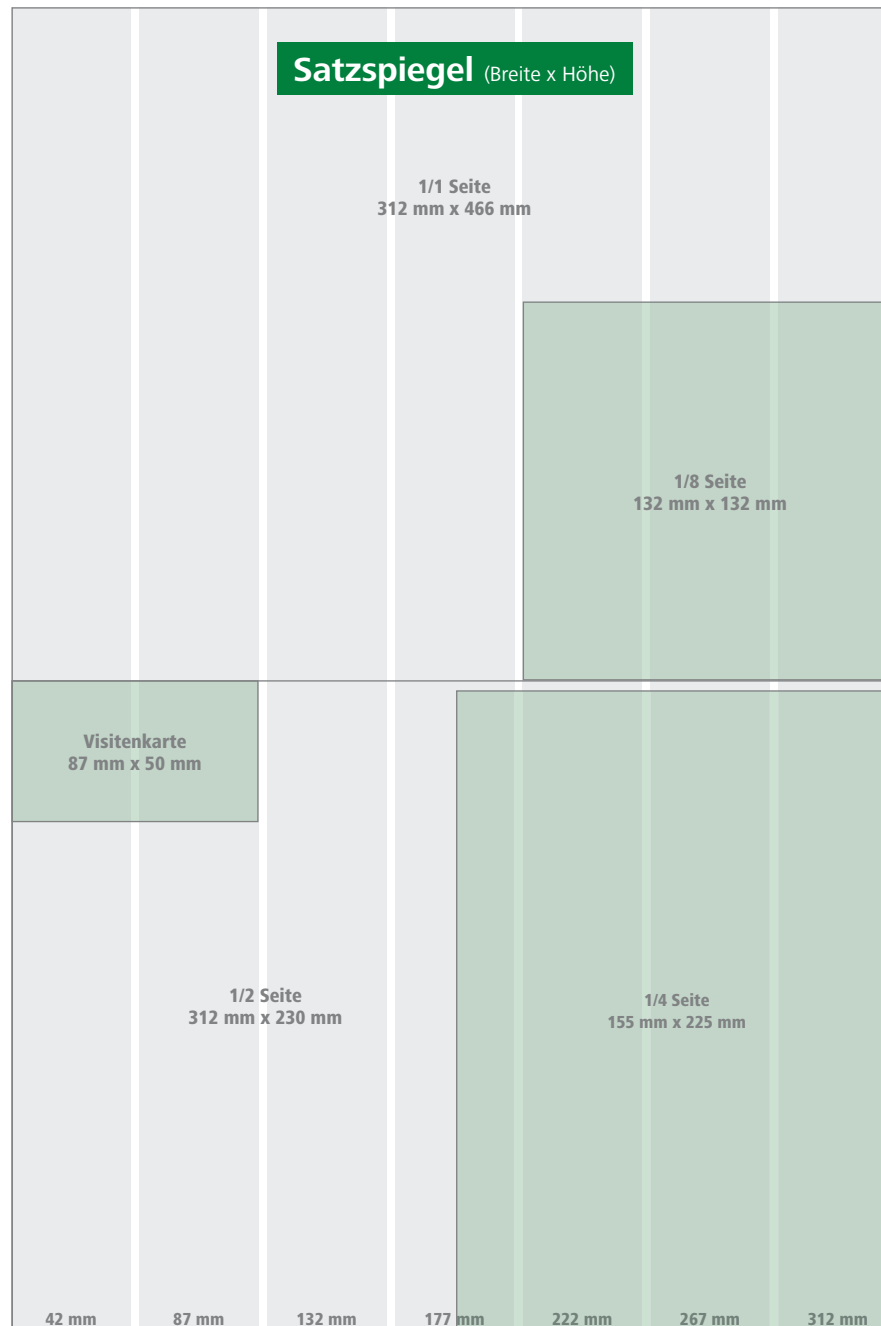 Satzspiegel (Breite x Höhe)
1/1 Seite
312 mm x 466 mm
1/8 Seite
132 mm x 132 mm
Visitenkarte
87 mm x 50 mm
1/2 Seite
312 mm x 230 mm
1/4 Seite
155 mm x 225 mm
42 mm 87 mm 132 mm 177 mm 222 mm 267 mm 312 mm